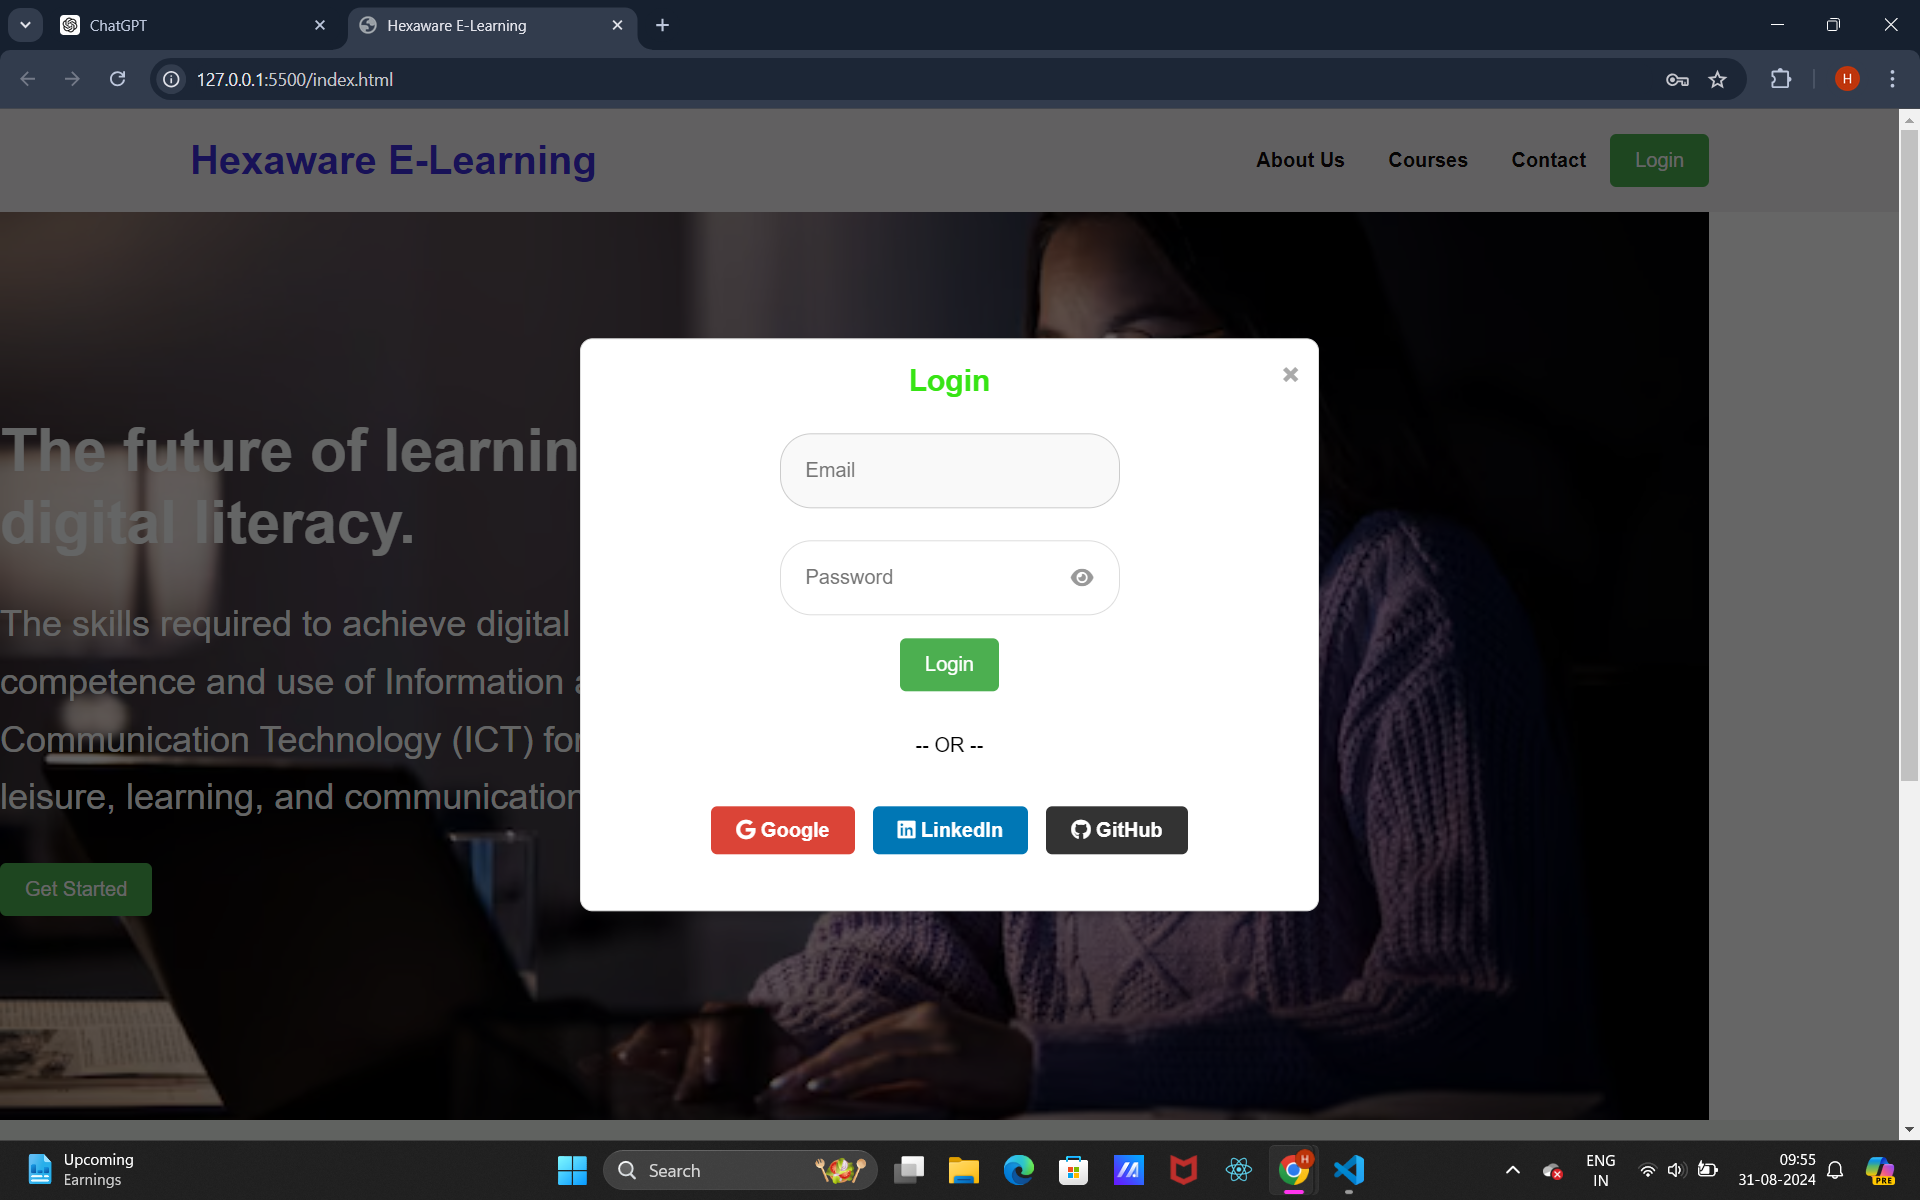 ChatGPT
Hexaware E-Learning
127.0.0.1:5500/index.html
H
Hexaware E-Learning
About Us
Courses
Contact
Login
The future of learnin
digital literacy.
The skills required to achieve digital
competence and use of Information
Communication Technology (ICT) for
leisure, learning, and communication
Get Started
Login
Email
Password
Login
-- OR --
Google
LinkedIn
GitHub
Upcoming
Earnings
Search
H
ENG
IN
09:55
31-08-2024
PRE